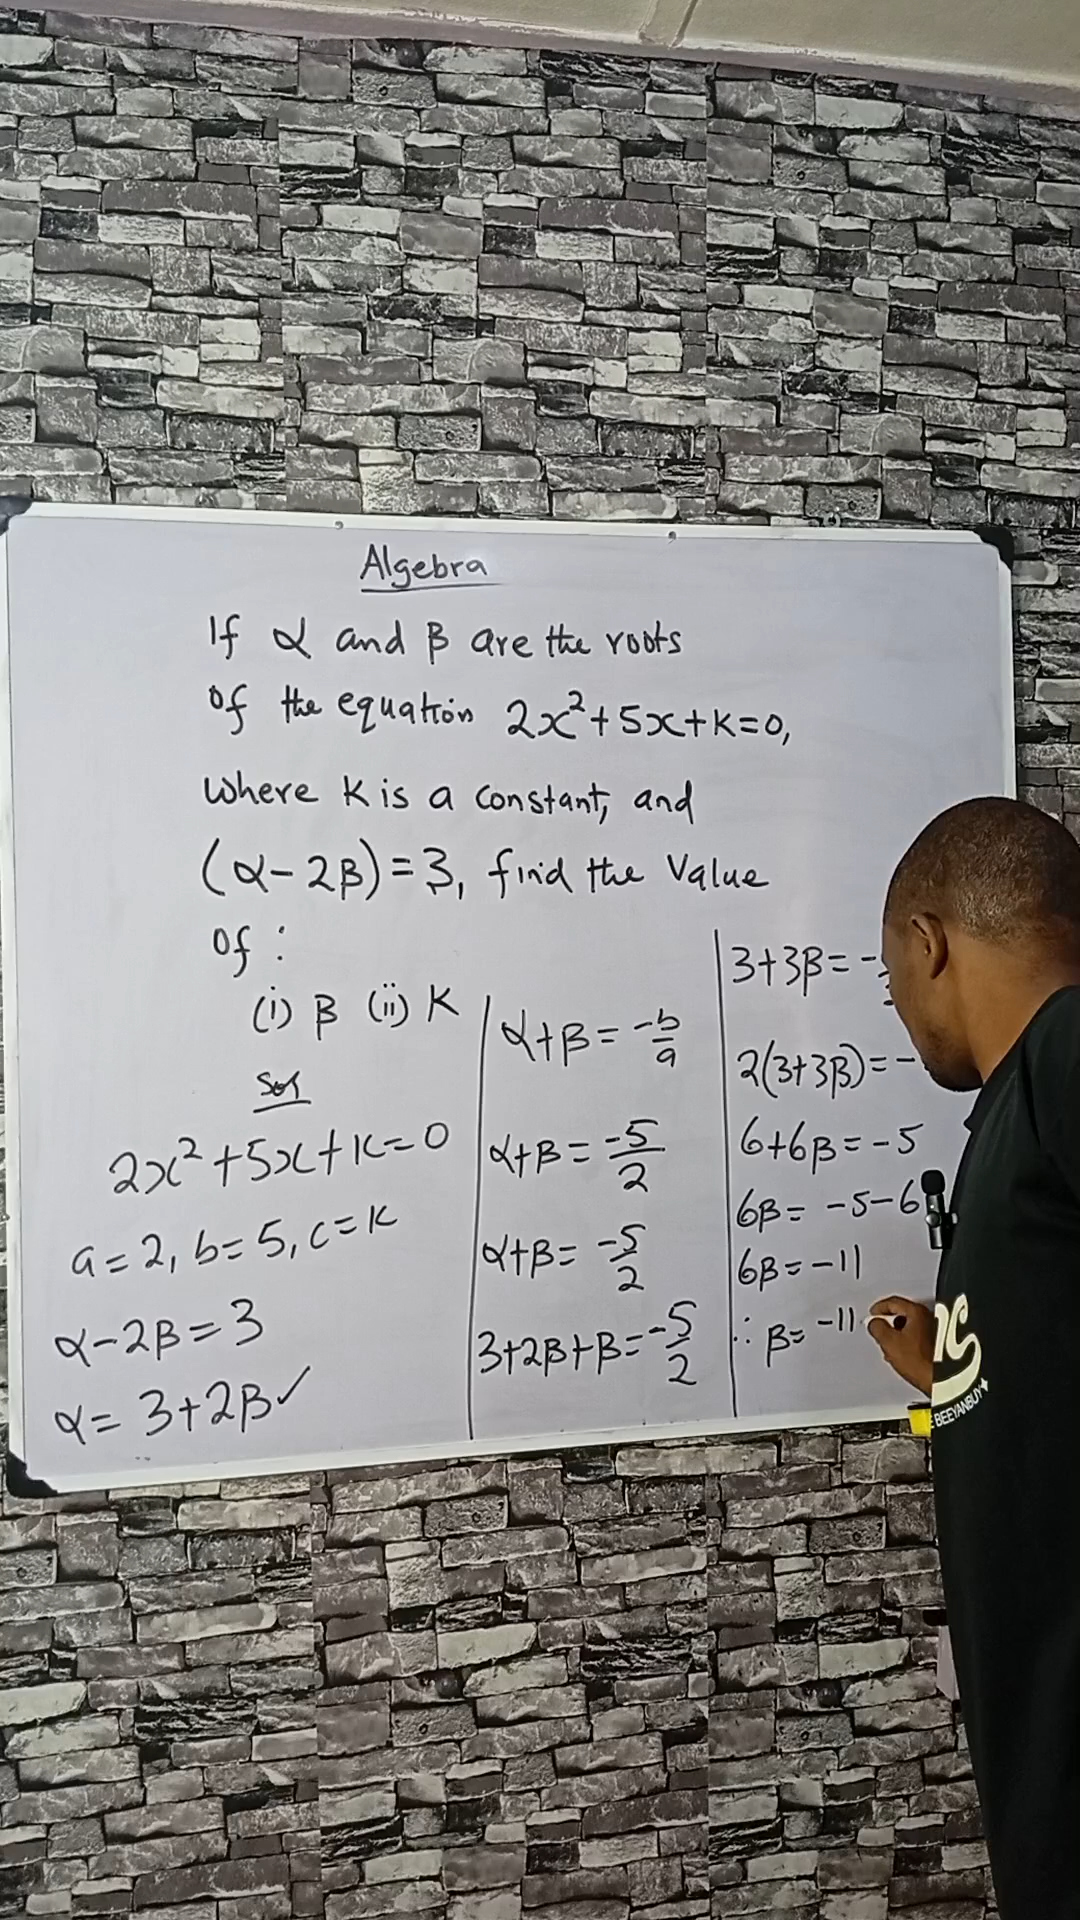 Algebra
If α and β are the roots
of the equation 2x²+5x+k=0,
where k is a constant, and
(α-2β)=3, find the value
of :
(i) β (ii) K
Sol
2x²+5x+k=0
a=2, b=5, c=k
α-2β=3
α=3+2β✓
α+β=-b/a
α+β=-5/2
α+β=-5/2
3+2β+β=-5/2
3+3β=-
2(3+3β)=-
6+6β=-5
6β=-5-6
6β=-11
∴ β=-11
BEEYANBUY